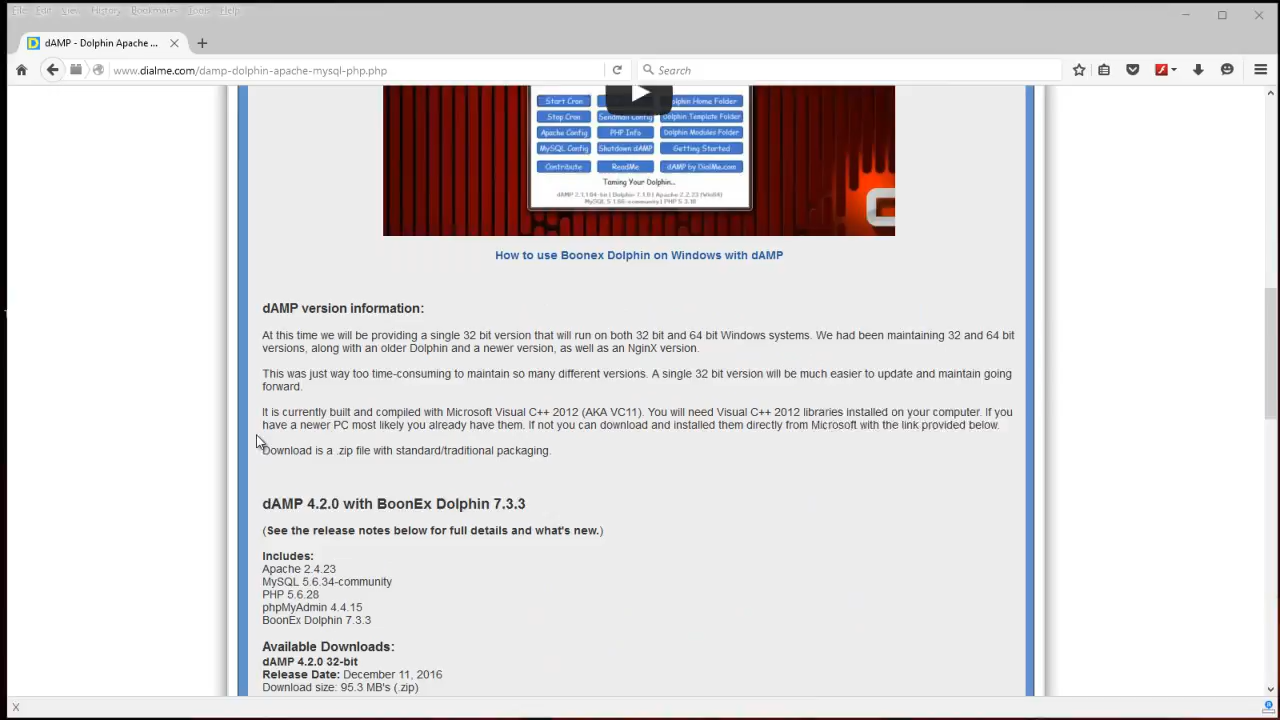 File Edit View History Bookmarks Tools Help
dAMP - Dolphin Apache ...
www.dialme.com/damp-dolphin-apache-mysql-php.php
Search
Start Cron Dolphin Home Folder
Stop Cron Sendmail Config Dolphin Template Folder
Apache Config PHP Info Dolphin Modules Folder
MySQL Config Shutdown dAMP Getting Started
Contribute ReadMe dAMP by DialMe.com
Taming Your Dolphin...
How to use Boonex Dolphin on Windows with dAMP
dAMP version information:
At this time we will be providing a single 32 bit version that will run on both 32 bit and 64 bit Windows systems. We had been maintaining 32 and 64 bit
versions, along with an older Dolphin and a newer version, as well as an NginX version.
This was just way too time-consuming to maintain so many different versions. A single 32 bit version will be much easier to update and maintain going
forward.
It is currently built and compiled with Microsoft Visual C++ 2012 (AKA VC11). You will need Visual C++ 2012 libraries installed on your computer. If you
have a newer PC most likely you already have them. If not you can download and installed them directly from Microsoft with the link provided below.
Download is a .zip file with standard/traditional packaging.
dAMP 4.2.0 with BoonEx Dolphin 7.3.3
(See the release notes below for full details and what's new.)
Includes:
Apache 2.4.23
MySQL 5.6.34-community
PHP 5.6.28
phpMyAdmin 4.4.15
BoonEx Dolphin 7.3.3
Available Downloads:
dAMP 4.2.0 32-bit
Release Date: December 11, 2016
Download size: 95.3 MB's (.zip)